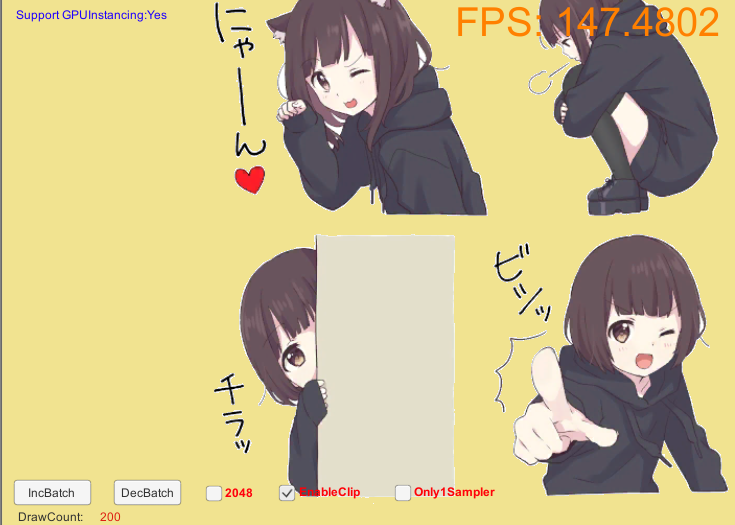 Support GPUInstancing:Yes
FPS: 147.4802
にゃーん
ビシッ
チラッ
IncBatch
DecBatch
2048
EnableClip
Only1Sampler
DrawCount: 200